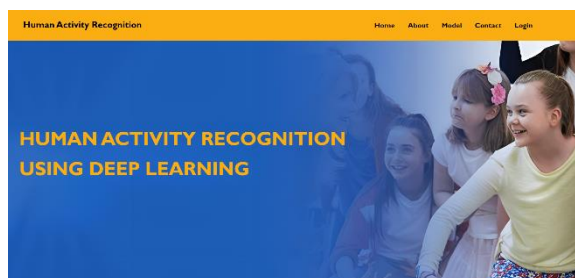 Human Activity Recognition
Home About Model Contact Login
HUMAN ACTIVITY RECOGNITION
USING DEEP LEARNING